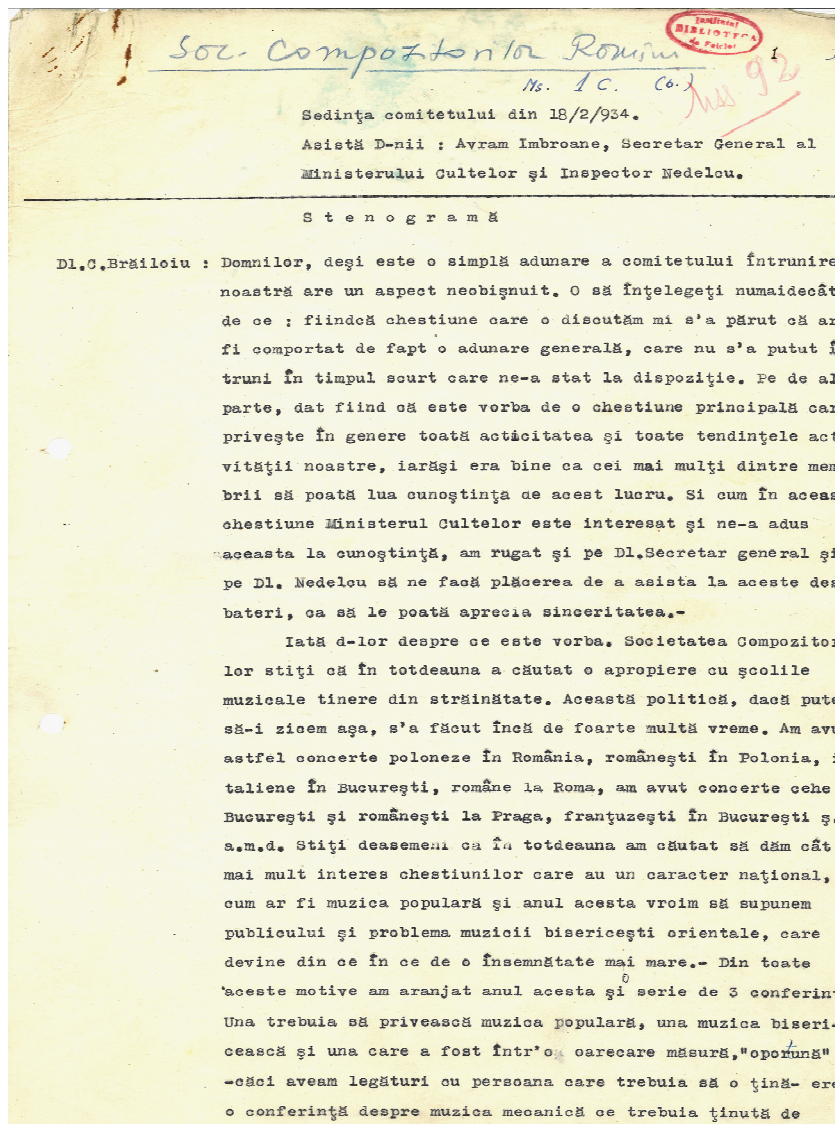 Soc. Compozitorilor Români
Institutul
BIBLIOTECA
de Folclor
1
Ms. 1 C. (b.)
Mss 92
Sedinţa comitetului din 18/2/934.
Asistă D-nii : Avram Imbroane, Secretar General al
Ministerului Cultelor şi Inspector Nedelcu.
S t e n o g r a m ă
Dl.C.Brăiloiu : Domnilor, deşi este o simplă adunare a comitetului întrunire
noastră are un aspect neobişnuit. O să înţelegeţi numaidecât
de ce : fiindcă chestiune care o discutăm mi s'a părut că ar
fi comportat de fapt o adunare generală, care nu s'a putut î
truni în timpul scurt care ne-a stat la dispoziţie. Pe de al
parte, dat fiind că este vorba de o chestiune principală car
priveşte în genere toată acticitatea şi toate tendinţele act
vităţii noastre, iarăşi era bine ca cei mai mulţi dintre mem
brii să poată lua cunoştinţa de acest lucru. Si cum în aceas
chestiune Ministerul Cultelor este interesat şi ne-a adus
aceasta la cunoştinţă, am rugat şi pe Dl.Secretar general şi
pe Dl. Nedelcu să ne facă plăcerea de a asista la aceste des
bateri, ca să le poată aprecia sinceritatea.-
Iată d-lor despre ce este vorba. Societatea Compozitor
lor stiţi că în totdeauna a căutat o apropiere cu şcolile
muzicale tinere din străinătate. Această politică, dacă pute
să-i zicem aşa, s'a făcut încă de foarte multă vreme. Am avu
astfel concerte poloneze în România, româneşti în Polonia, i
taliene în Bucureşti, române la Roma, am avut concerte cehe
Bucureşti şi româneşti la Praga, franţuzeşti în Bucureşti ş.
a.m.d. Stiţi deasemeni ca în totdeauna am căutat să dăm cât
mai mult interes chestiunilor care au un caracter naţional,
cum ar fi muzica populară şi anul acesta vroim să supunem
publicului şi problema muzicii bisericeşti orientale, care
devine din ce în ce de o însemnătate mai mare.- Din toate
aceste motive am aranjat anul acesta şi o serie de 3 conferin
Una trebuia să privească muzica populară, una muzica biseri-
cească şi una care a fost într'o oarecare măsură,"oportună"
-căci aveam legături cu persoana care trebuia să o ţină- ere
o conferinţă despre muzica mecanică ce trebuia ţinută de